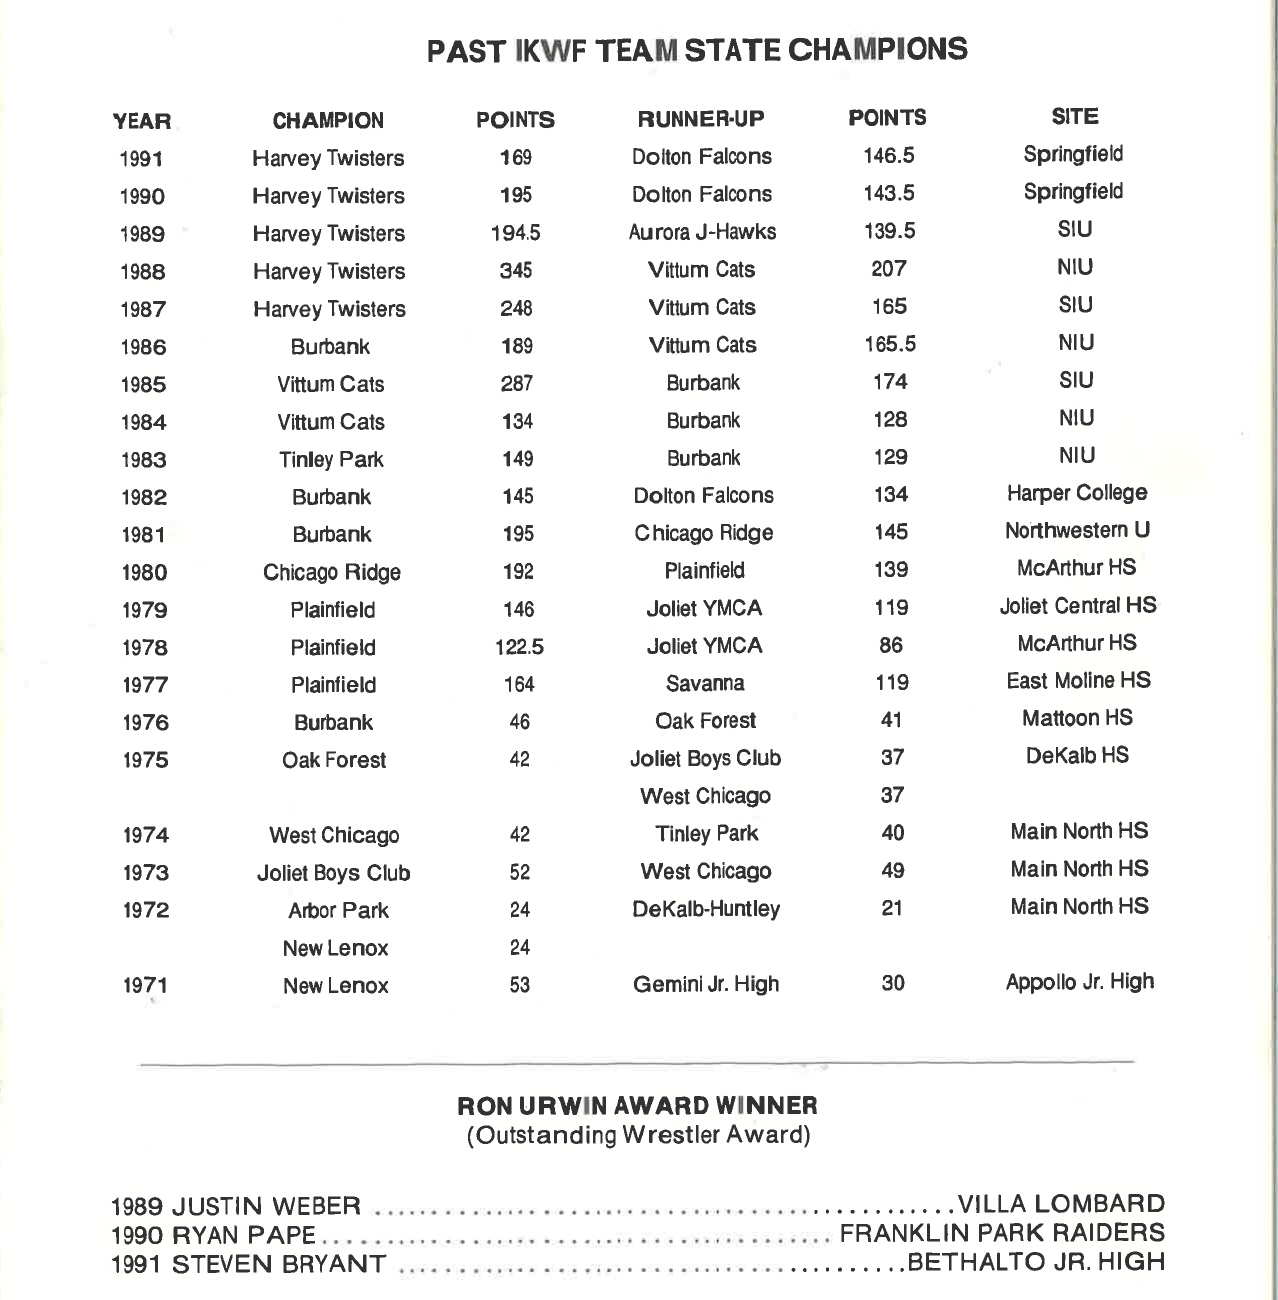 PAST IKWF TEAM STATE CHAMPIONS
YEAR CHAMPION POINTS RUNNER-UP POINTS SITE
1991 Harvey Twisters 169 Dolton Falcons 146.5 Springfield
1990 Harvey Twisters 195 Dolton Falcons 143.5 Springfield
1989 Harvey Twisters 194.5 Aurora J-Hawks 139.5 SIU
1988 Harvey Twisters 345 Vittum Cats 207 NIU
1987 Harvey Twisters 248 Vittum Cats 165 SIU
1986 Burbank 189 Vittum Cats 165.5 NIU
1985 Vittum Cats 287 Burbank 174 SIU
1984 Vittum Cats 134 Burbank 128 NIU
1983 Tinley Park 149 Burbank 129 NIU
1982 Burbank 145 Dolton Falcons 134 Harper College
1981 Burbank 195 Chicago Ridge 145 Northwestern U
1980 Chicago Ridge 192 Plainfield 139 McArthur HS
1979 Plainfield 146 Joliet YMCA 119 Joliet Central HS
1978 Plainfield 122.5 Joliet YMCA 86 McArthur HS
1977 Plainfield 164 Savanna 119 East Moline HS
1976 Burbank 46 Oak Forest 41 Mattoon HS
1975 Oak Forest 42 Joliet Boys Club 37 DeKalb HS
West Chicago 37
1974 West Chicago 42 Tinley Park 40 Main North HS
1973 Joliet Boys Club 52 West Chicago 49 Main North HS
1972 Arbor Park 24 DeKalb-Huntley 21 Main North HS
New Lenox 24
1971 New Lenox 53 Gemini Jr. High 30 Appollo Jr. High
RON URWIN AWARD WINNER
(Outstanding Wrestler Award)
1989 JUSTIN WEBER ........................................................ VILLA LOMBARD
1990 RYAN PAPE ................................................. FRANKLIN PARK RAIDERS
1991 STEVEN BRYANT ................................................. BETHALTO JR. HIGH